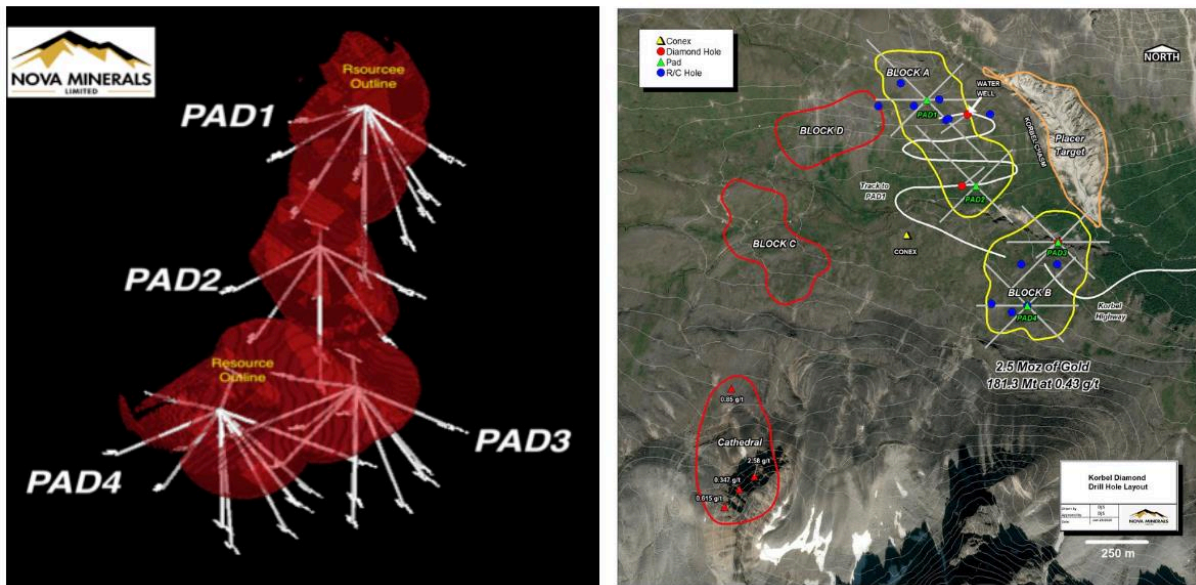 NOVA MINERALS
LIMITED
Rsourcee
Outline
PAD1
PAD2
Resource
Outline
PAD3
PAD4
Conex
Diamond Hole
Pad
R/C Hole
NORTH
BLOCK A
WATER
WELL
PAD1
KORBEL CHASM
Placer
Target
BLOCK D
Track to
PAD1
PAD2
BLOCK C
CONEX
PAD3
BLOCK B
PAD4
Korbel
Highway
2.5 Moz of Gold
181.3 Mt at 0.43 g/t
0.05 g/t
Cathedral
2.58 g/t
0.347 g/t
0.615 g/t
Korbel Diamond
Drill Hole Layout
NOVA MINERALS
250 m